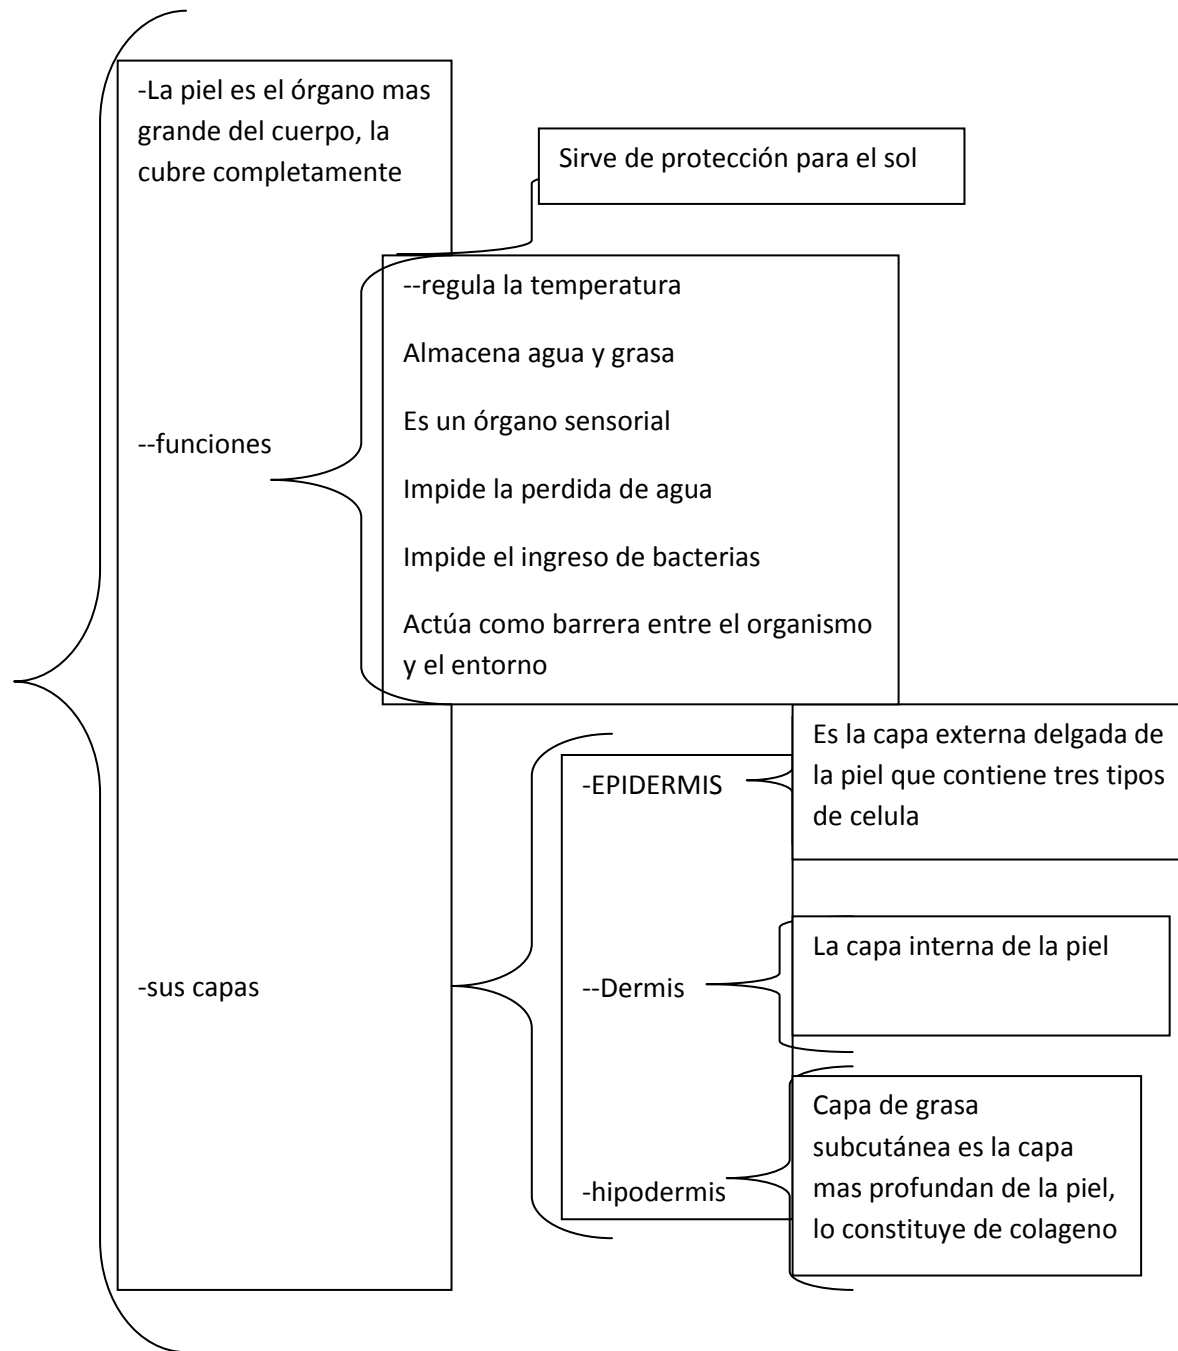 -La piel es el órgano mas
grande del cuerpo, la
cubre completamente
Sirve de protección para el sol
--funciones
--regula la temperatura
Almacena agua y grasa
Es un órgano sensorial
Impide la perdida de agua
Impide el ingreso de bacterias
Actúa como barrera entre el organismo
y el entorno
-sus capas
-EPIDERMIS
Es la capa externa delgada de
la piel que contiene tres tipos
de celula
--Dermis
La capa interna de la piel
-hipodermis
Capa de grasa
subcutánea es la capa
mas profundan de la piel,
lo constituye de colageno